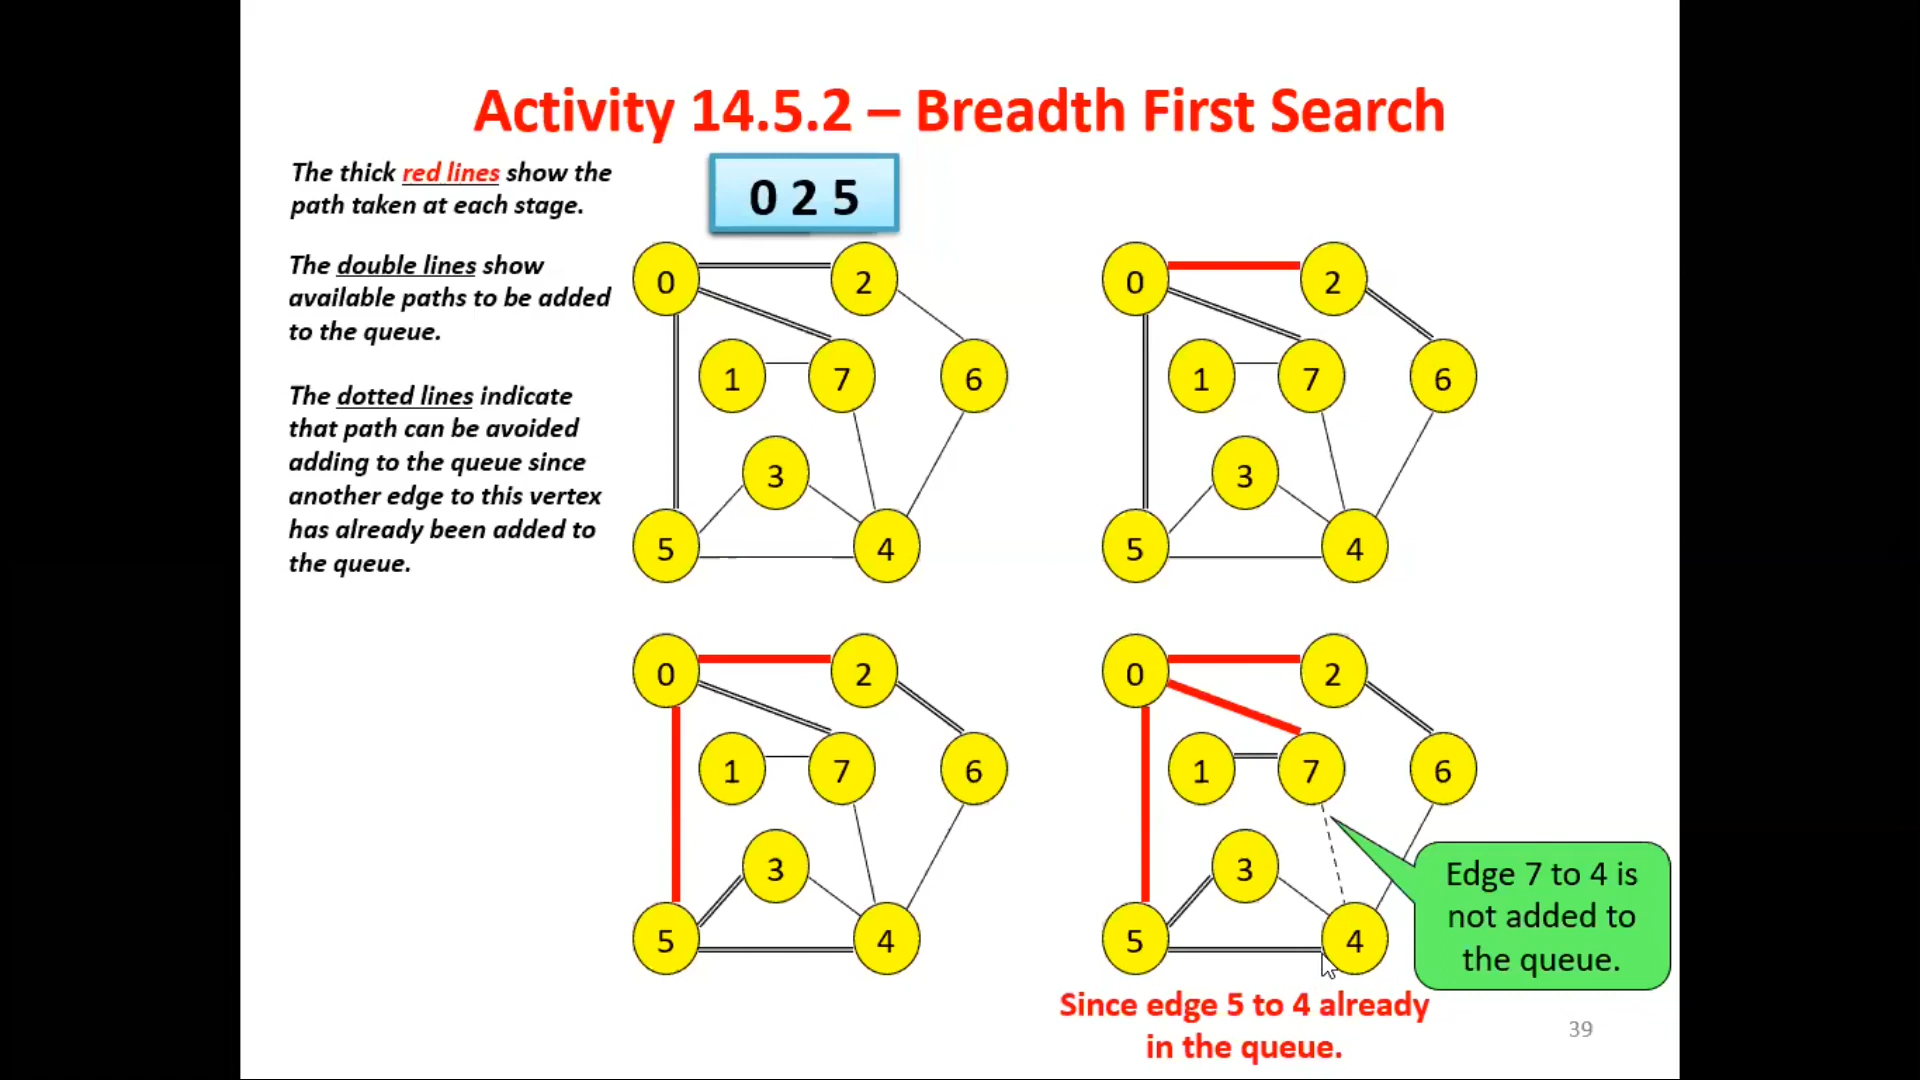 Activity 14.5.2 – Breadth First Search
The thick red lines show the
path taken at each stage.
The double lines show
available paths to be added
to the queue.
The dotted lines indicate
that path can be avoided
adding to the queue since
another edge to this vertex
has already been added to
the queue.
0 2 5
0
2
1
7
6
3
5
4
0
2
1
7
6
3
5
4
0
2
1
7
6
3
5
4
0
2
1
7
6
3
5
4
Edge 7 to 4 is
not added to
the queue.
Since edge 5 to 4 already
in the queue.
39